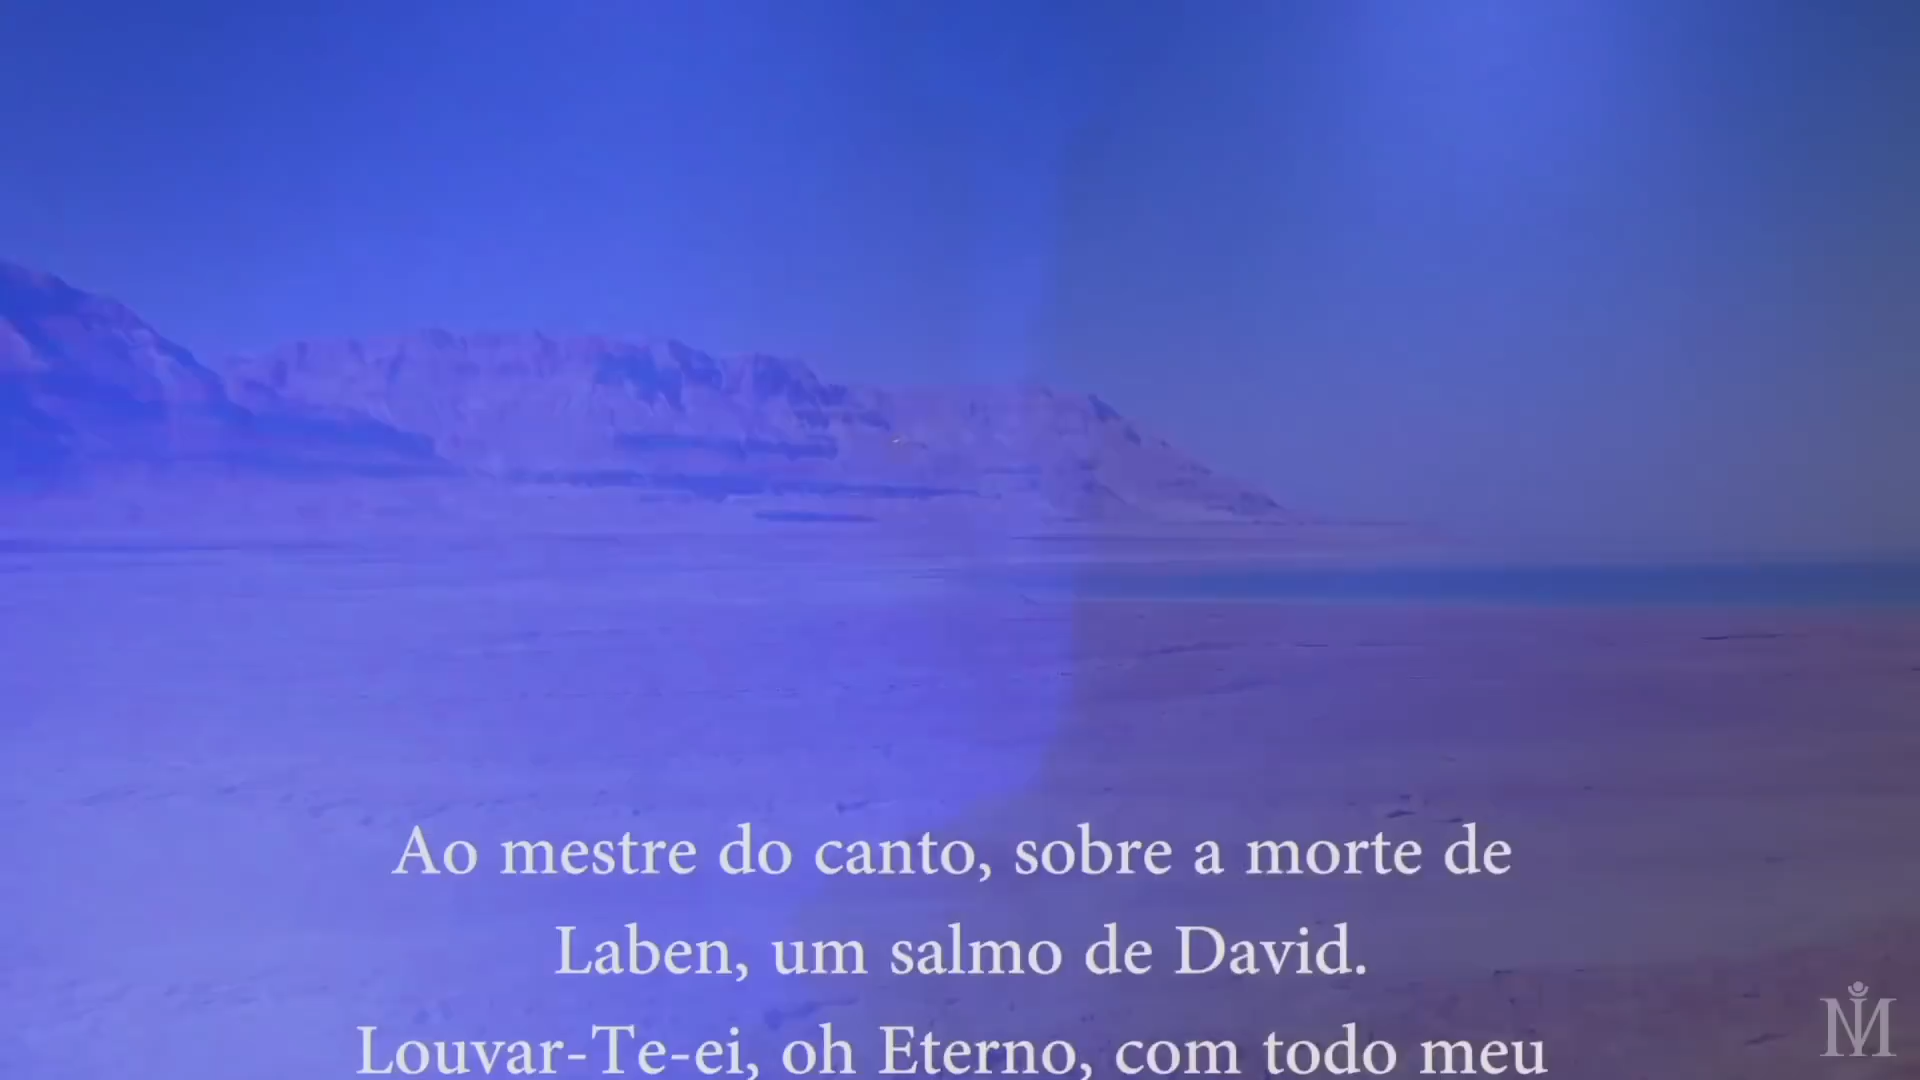 Ao mestre do canto, sobre a morte de
Laben, um salmo de David.
Louvar-Te-ei, oh Eterno, com todo meu